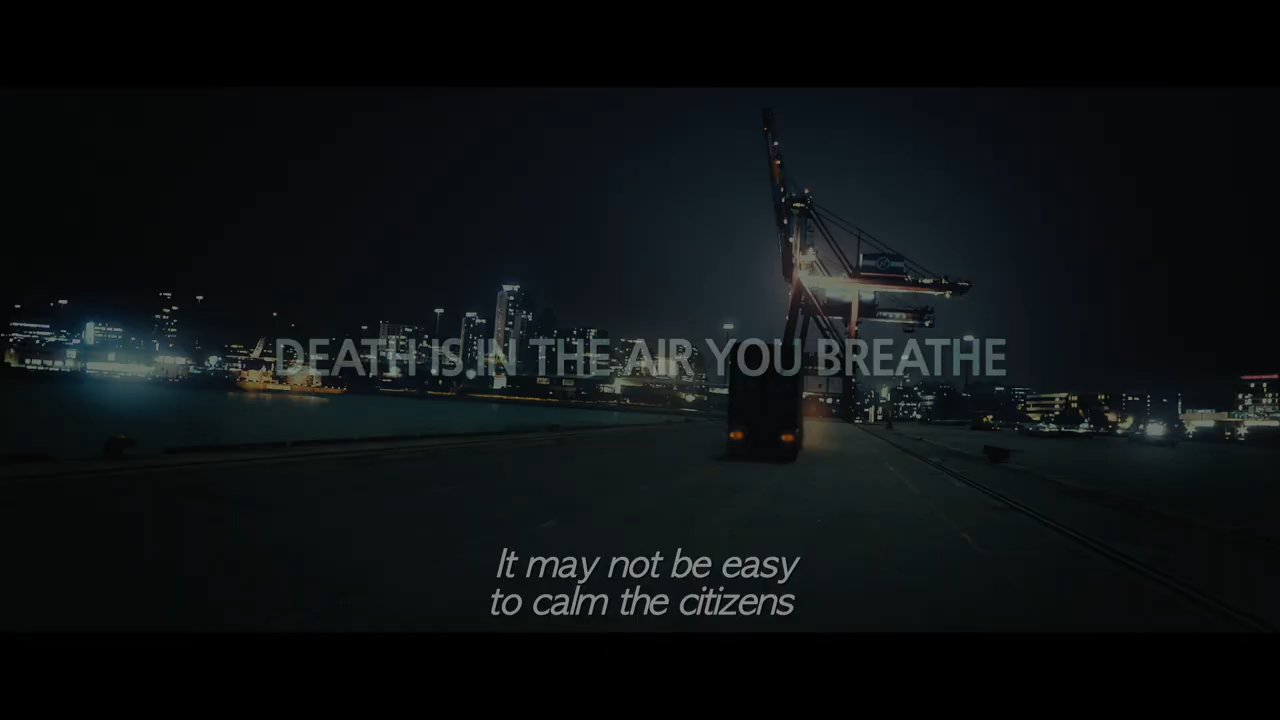 DEATH IS IN THE AIR YOU BREATHE
It may not be easy
to calm the citizens